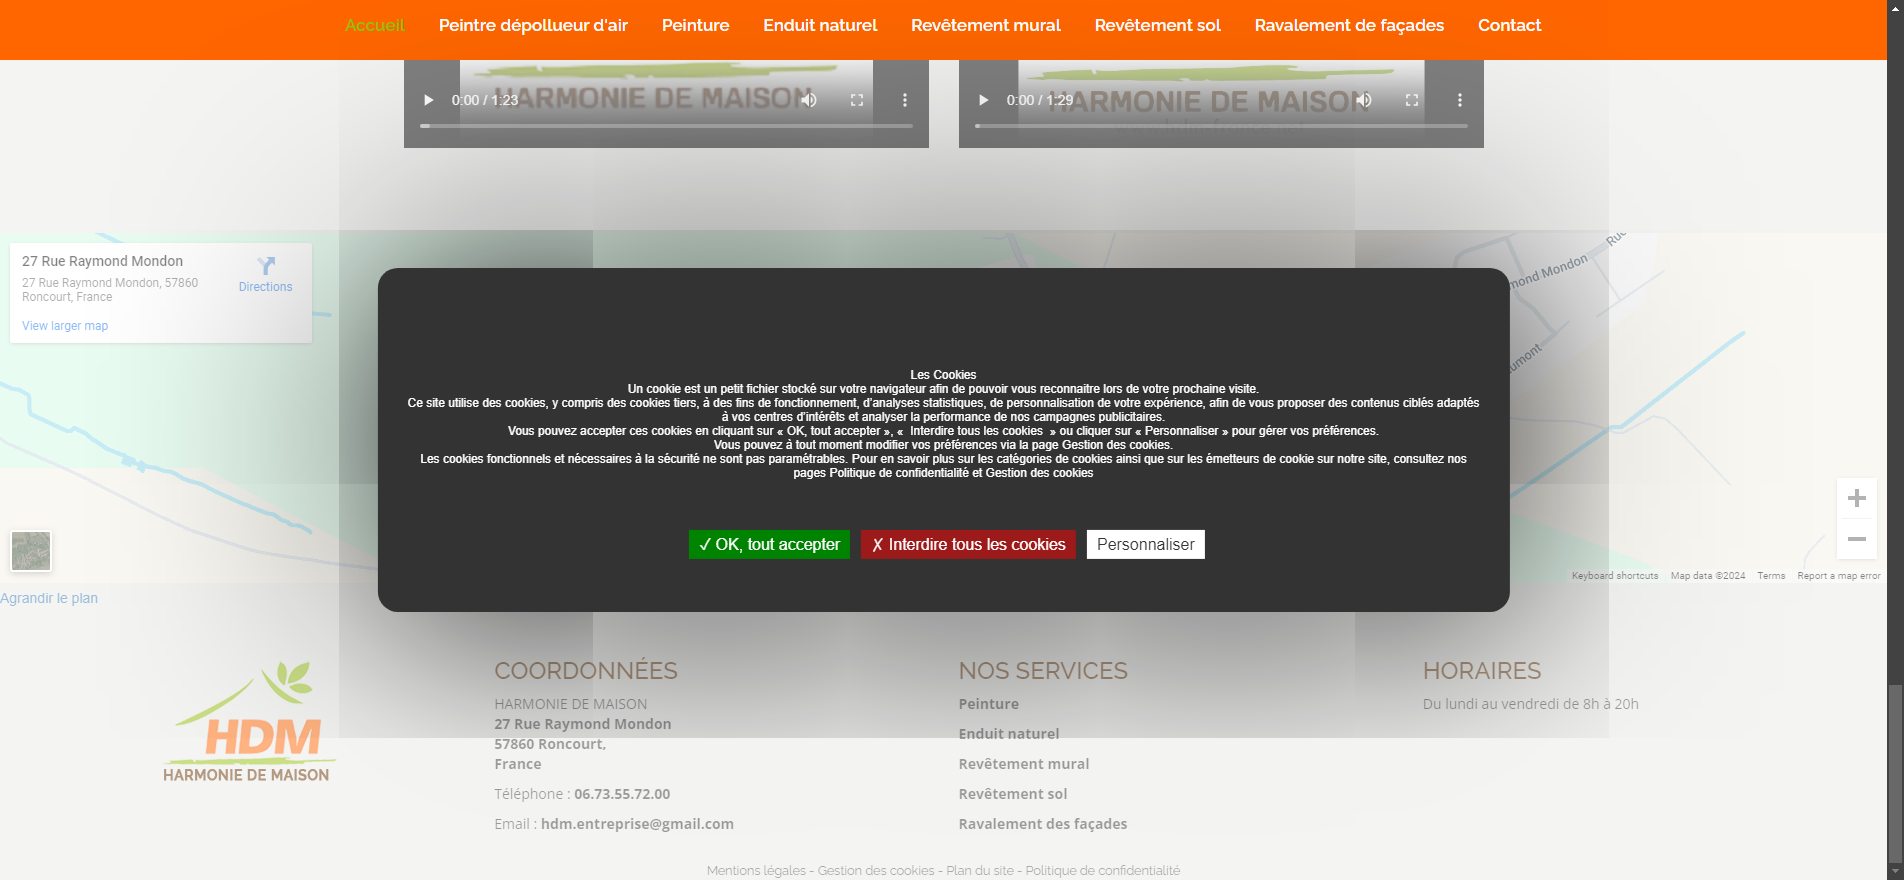 Accueil Peintre dépollueur d'air Peinture Enduit naturel Revêtement mural Revêtement sol Ravalement de façades Contact
HARMONIE DE MAISON
0:00 / 1:23
HARMONIE DE MAISON
www.hdm-france.net
0:00 / 1:29
27 Rue Raymond Mondon
27 Rue Raymond Mondon, 57860
Roncourt, France
Directions
View larger map
Les Cookies
Un cookie est un petit fichier stocké sur votre navigateur afin de pouvoir vous reconnaitre lors de votre prochaine visite.
Ce site utilise des cookies, y compris des cookies tiers, à des fins de fonctionnement, d'analyses statistiques, de personnalisation de votre expérience, afin de vous proposer des contenus ciblés adaptés
à vos centres d'intérêts et analyser la performance de nos campagnes publicitaires.
Vous pouvez accepter ces cookies en cliquant sur « OK, tout accepter », «  Interdire tous les cookies  » ou cliquer sur « Personnaliser » pour gérer vos préférences.
Vous pouvez à tout moment modifier vos préférences via la page Gestion des cookies.
Les cookies fonctionnels et nécessaires à la sécurité ne sont pas paramétrables. Pour en savoir plus sur les catégories de cookies ainsi que sur les émetteurs de cookie sur notre site, consultez nos
pages Politique de confidentialité et Gestion des cookies
✓ OK, tout accepter ✗ Interdire tous les cookies Personnaliser
Mondon
Keyboard shortcuts Map data ©2024 Terms Report a map error
Agrandir le plan
HDM
HARMONIE DE MAISON
COORDONNÉES
HARMONIE DE MAISON
27 Rue Raymond Mondon
57860 Roncourt,
France
Téléphone : 06.73.55.72.00
Email : hdm.entreprise@gmail.com
NOS SERVICES
Peinture
Enduit naturel
Revêtement mural
Revêtement sol
Ravalement des façades
HORAIRES
Du lundi au vendredi de 8h à 20h
Mentions légales - Gestion des cookies - Plan du site - Politique de confidentialité